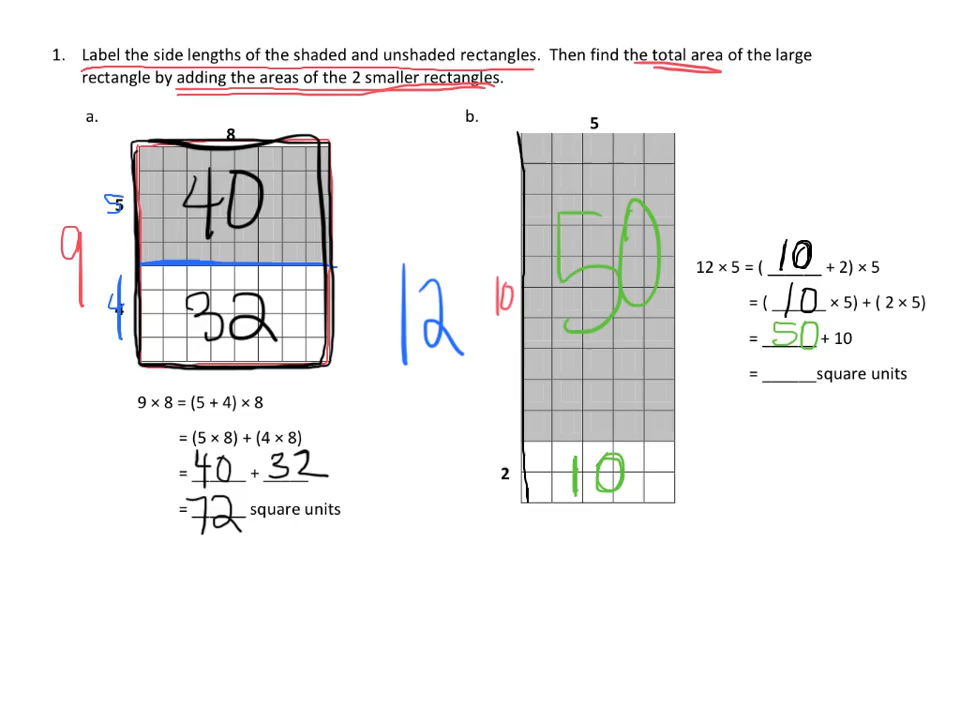 1. Label the side lengths of the shaded and unshaded rectangles. Then find the total area of the large
rectangle by adding the areas of the 2 smaller rectangles.
a.
8
5
40
9
4
32
9 × 8 = (5 + 4) × 8
= (5 × 8) + (4 × 8)
= 40 + 32
= 72 square units
b.
5
12
10
50
2
10
12 × 5 = ( 10 + 2) × 5
= ( 10 × 5) + ( 2 × 5)
= 50 + 10
= ______ square units